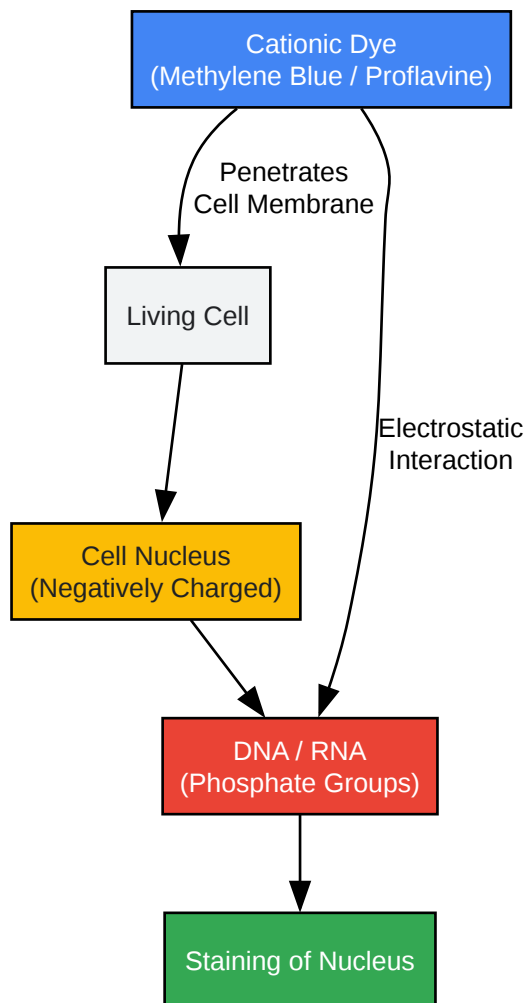 Cationic Dye
(Methylene Blue / Proflavine)
Penetrates
Cell Membrane
Living Cell
Electrostatic
Interaction
Cell Nucleus
(Negatively Charged)
DNA / RNA
(Phosphate Groups)
Staining of Nucleus